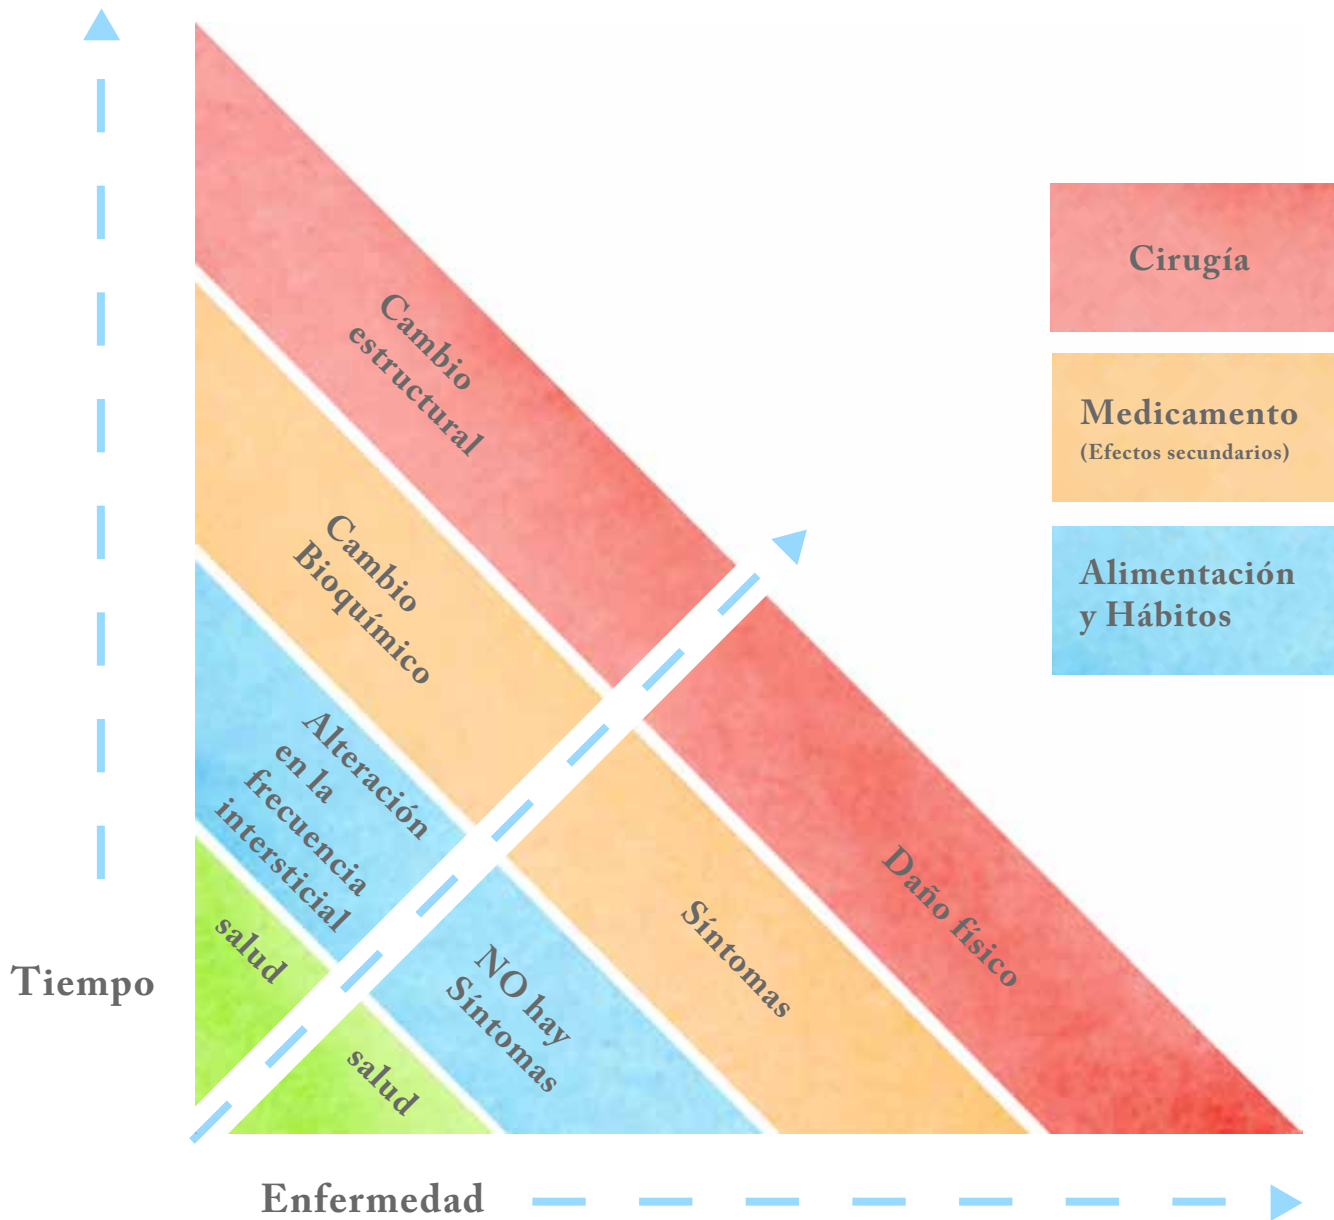 Cirugía
Medicamento
(Efectos secundarios)
Alimentación
y Hábitos
Cambio
estructural
Cambio
Bioquímico
Alteración
en la
frecuencia
intersticial
salud
Daño físico
Síntomas
NO hay
Síntomas
salud
Tiempo
Enfermedad